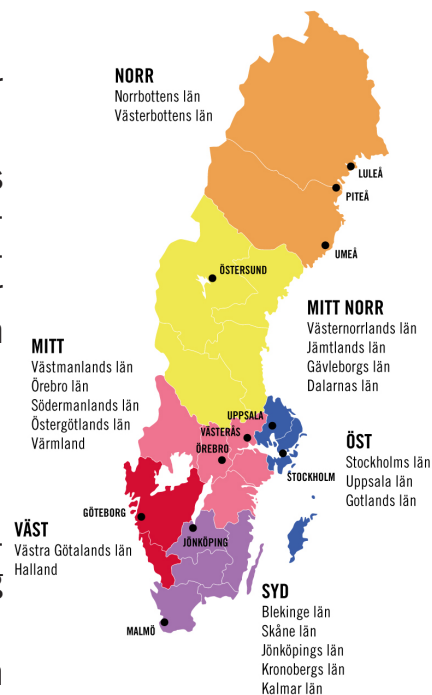 NORR
Norrbottens län
Västerbottens län
LULEÅ
PITEÅ
UMEÅ
ÖSTERSUND
MITT NORR
Västernorrlands län
Jämtlands län
Gävleborgs län
Dalarnas län
MITT
Västmanlands län
Örebro län
Södermanlands län
Östergötlands län
Värmland
UPPSALA
VÄSTERÅS
ÖREBRO
STOCKHOLM
ÖST
Stockholms län
Uppsala län
Gotlands län
GÖTEBORG
VÄST
Västra Götalands län
Halland
JÖNKÖPING
MALMÖ
SYD
Blekinge län
Skåne län
Jönköpings län
Kronobergs län
Kalmar län